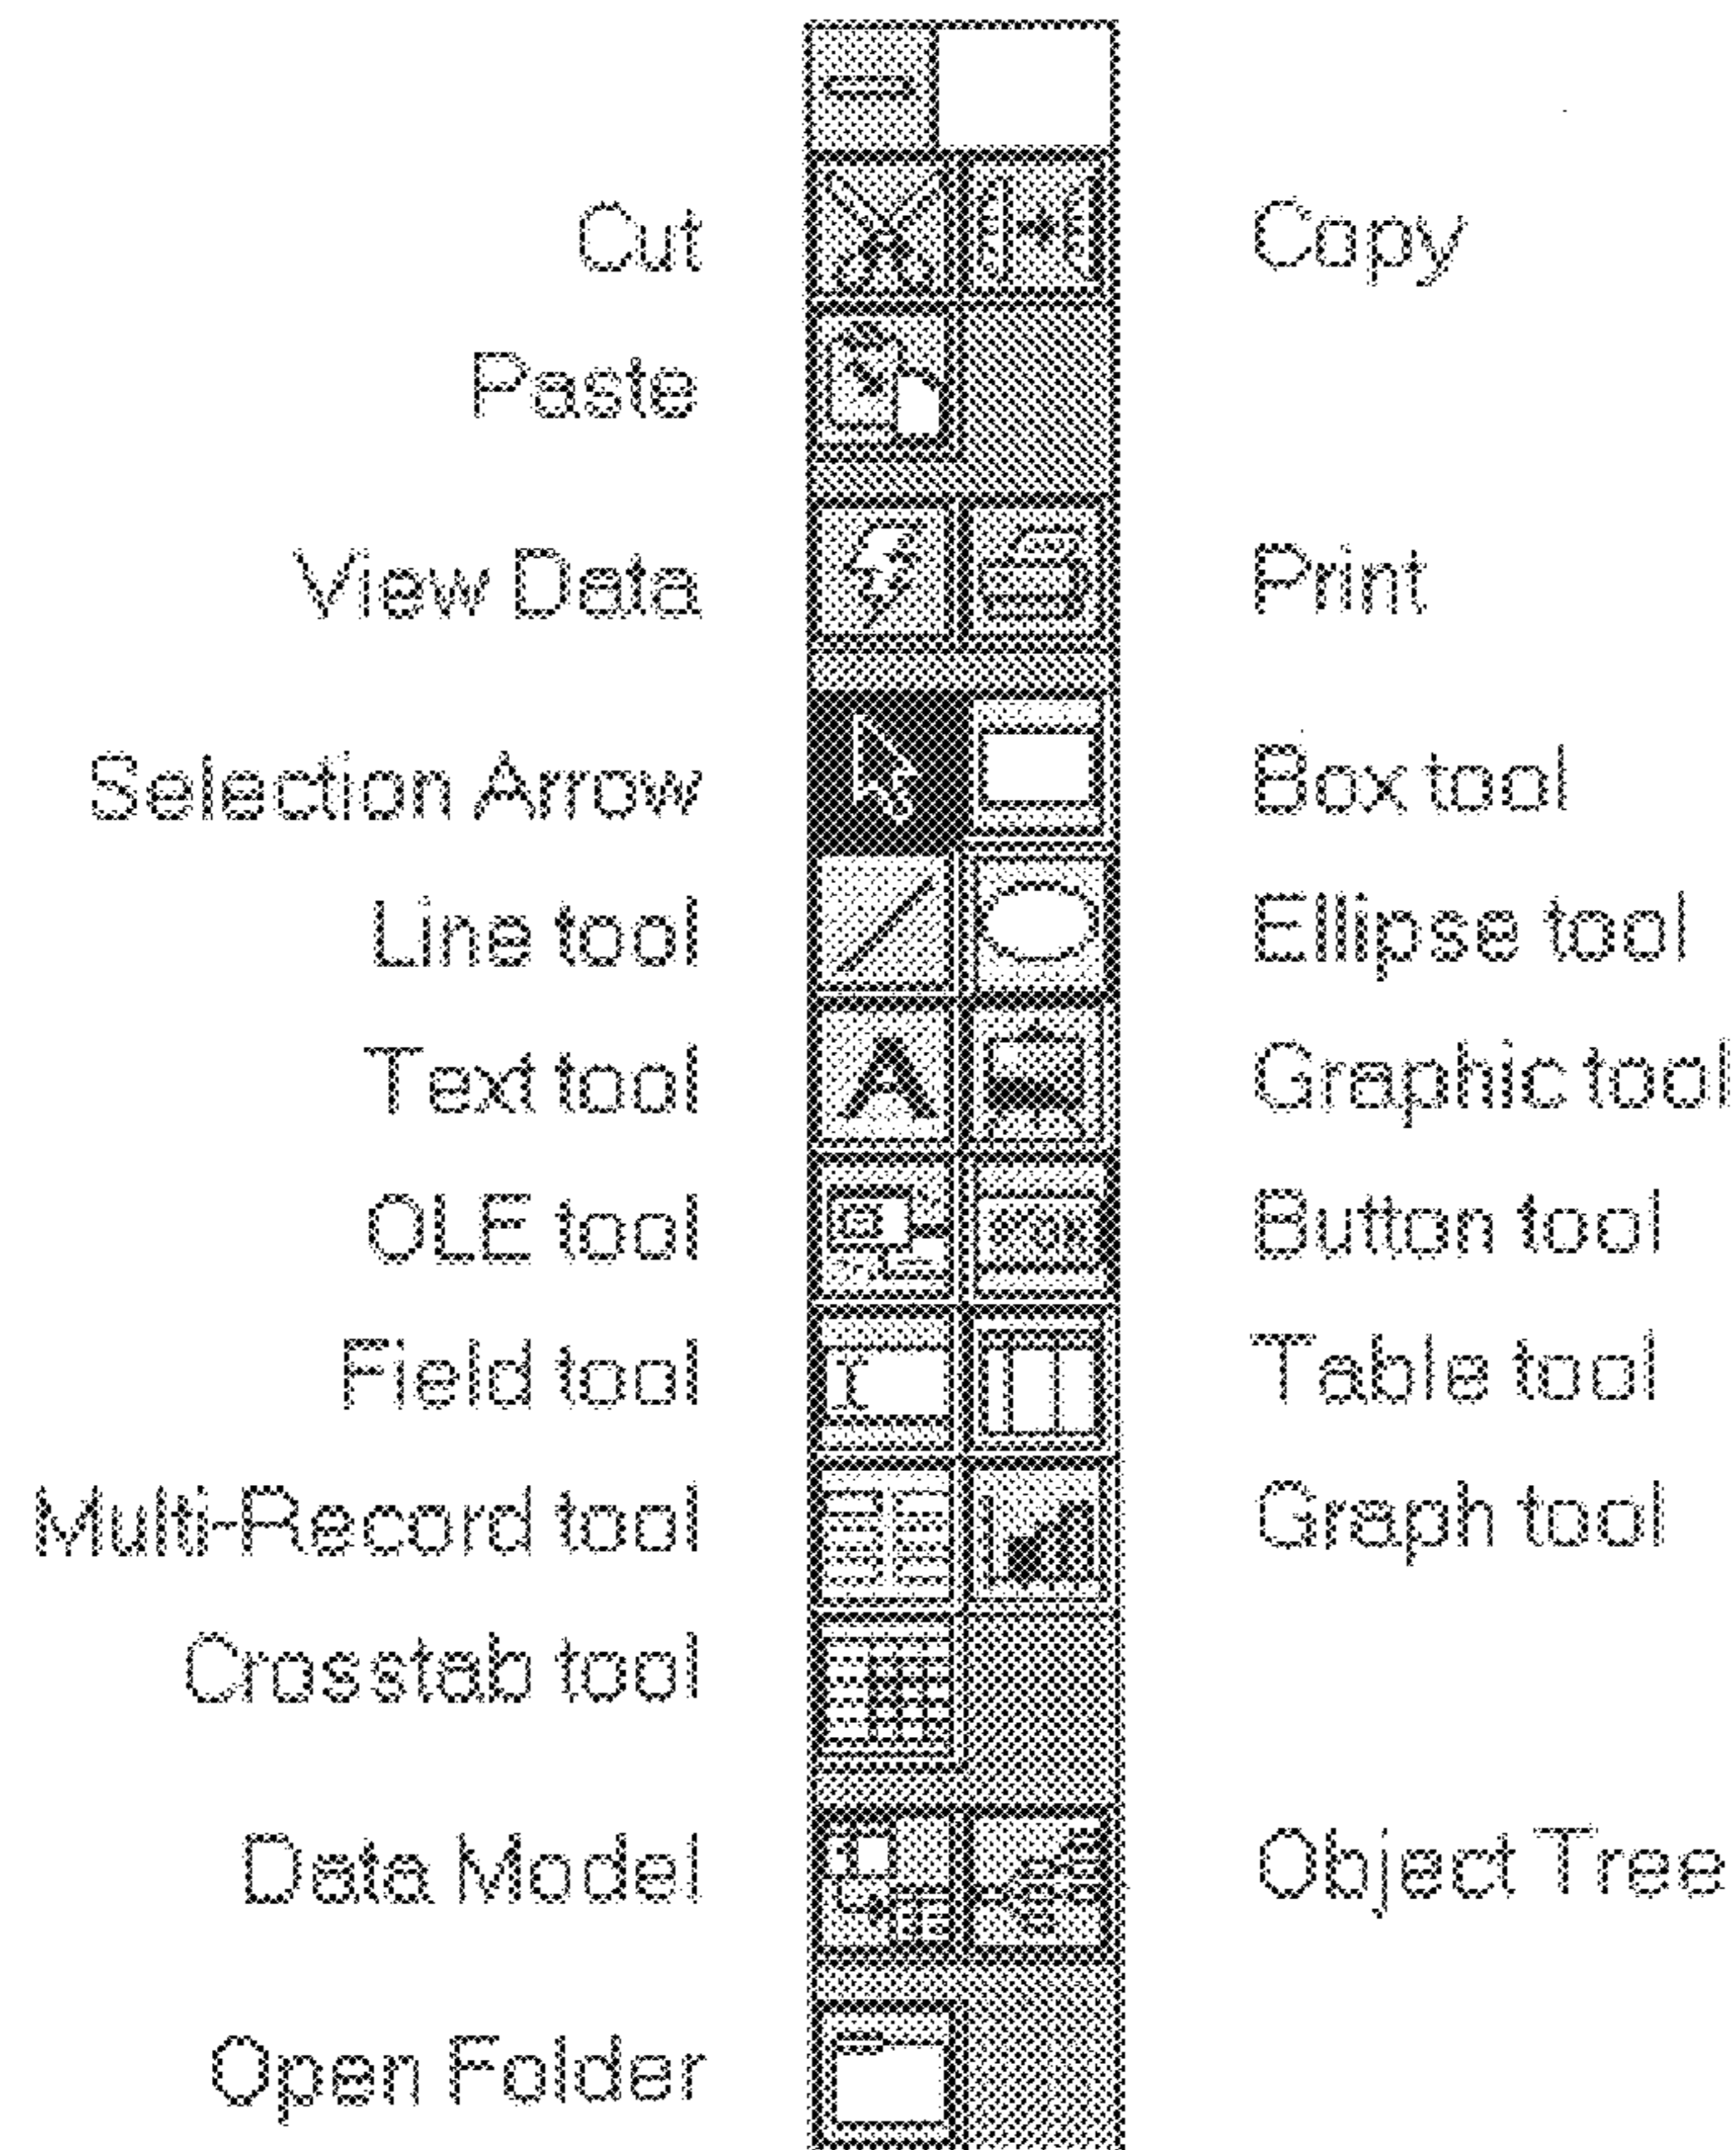 Cut Copy
Paste
View Data Print
Selection Arrow Box tool
Line tool Ellipse tool
Text tool A Graphic tool
OLE tool OK Button tool
Field tool Table tool
Multi-Record tool Graph tool
Crosstab tool
Data Model Object Tree
Open Folder